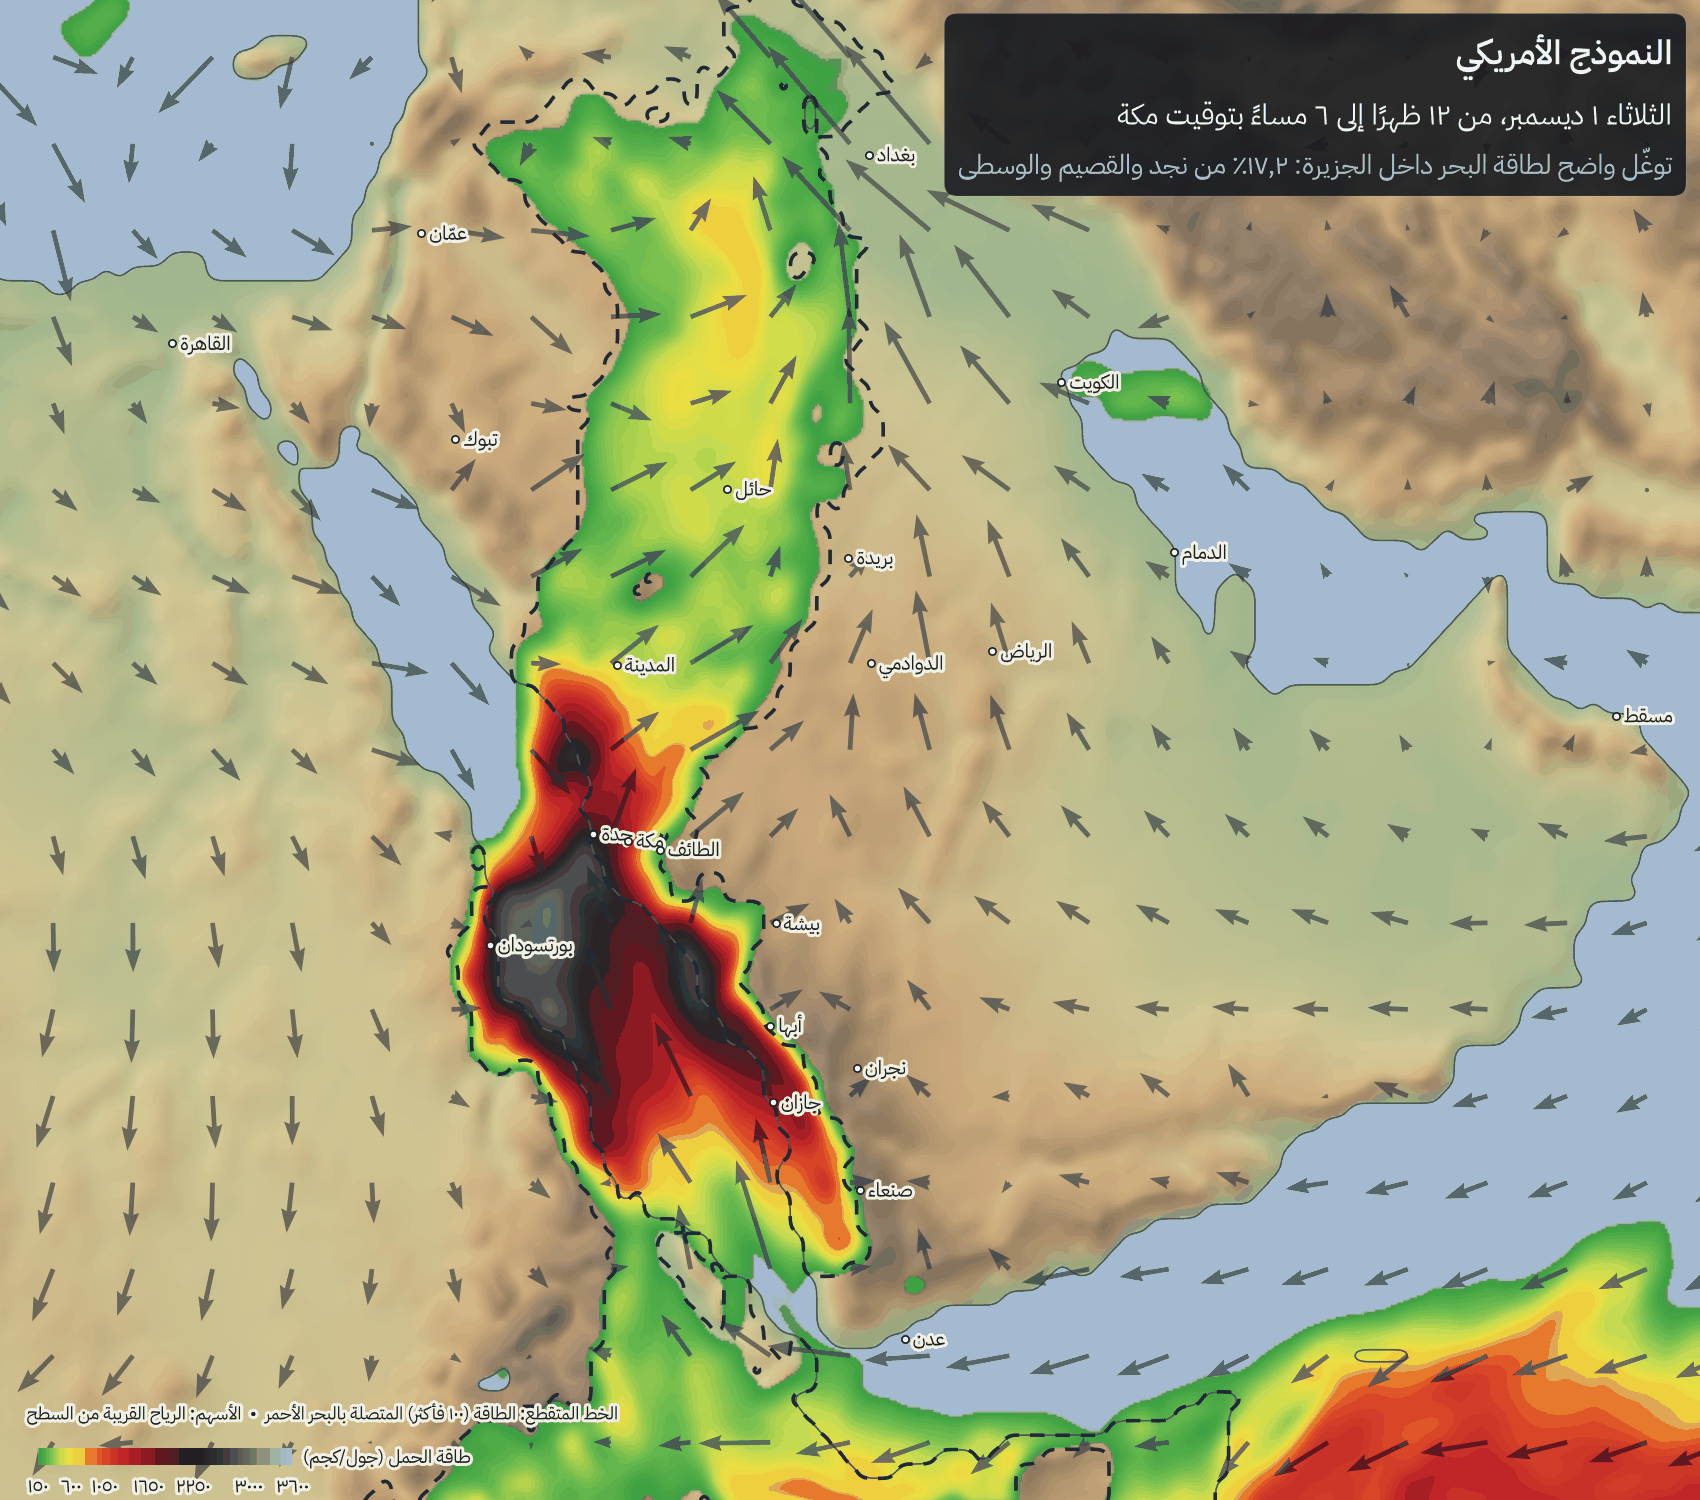 النموذج الأمريكي
الثلاثاء ١ ديسمبر، من ١٢ ظهرًا إلى ٦ مساءً بتوقيت مكة
توغّل واضح لطاقة البحر داخل الجزيرة: ١٧,٢٪ من نجد والقصيم والوسطى
بغداد
عمّان
القاهرة
الكويت
تبوك
حائل
بريدة
الدمام
المدينة
الدوادمي
الرياض
مسقط
جدة
مكة
الطائف
بيشة
بورتسودان
أبها
نجران
جازان
صنعاء
عدن
الخط المتقطع: الطاقة (١٠٠ فأكثر) المتصلة بالبحر الأحمر • الأسهم: الرياح القريبة من السطح
طاقة الحمل (جول/كجم)
١٥٠ ٦٠٠ ١٠٥٠ ١٦٥٠ ٢٢٥٠ ٣٠٠٠ ٣٦٠٠